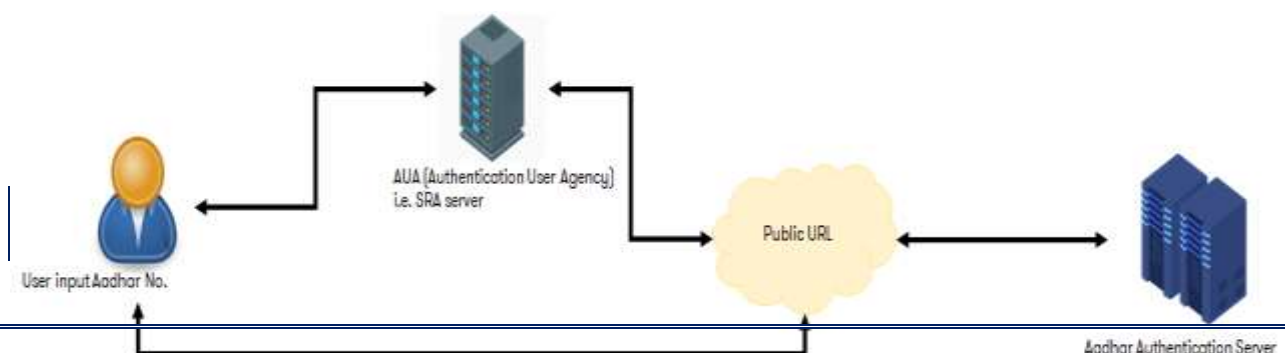 AUA (Authentication User Agency)
i.e. SRA server
Public URL
User input Aadhar No.
Aadhar Authentication Server